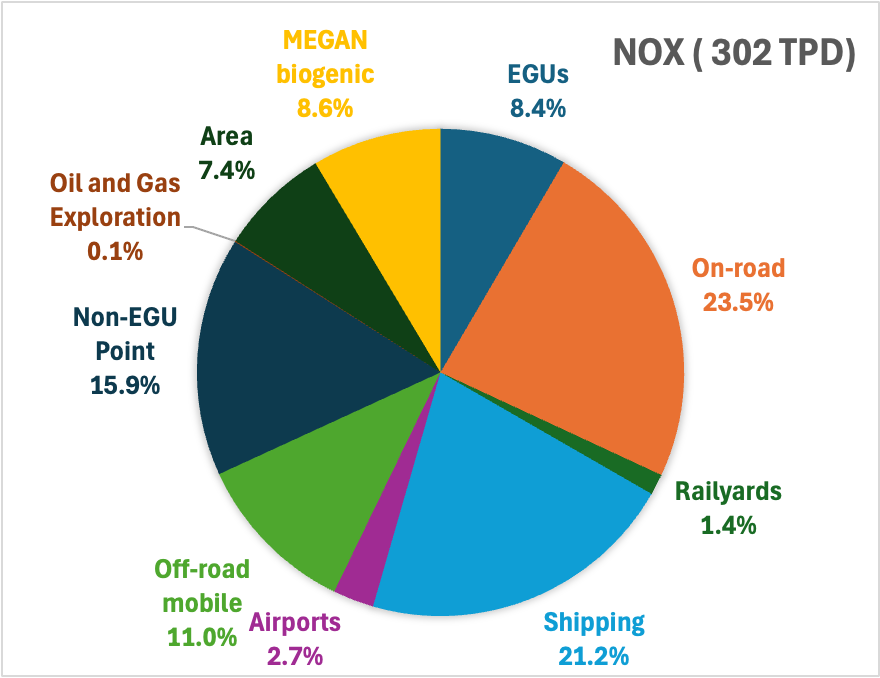 NOX ( 302 TPD)
MEGAN
biogenic
8.6%
EGUs
8.4%
Area
7.4%
Oil and Gas
Exploration
0.1%
On-road
23.5%
Non-EGU
Point
15.9%
Railyards
1.4%
Off-road
mobile
11.0%
Airports
2.7%
Shipping
21.2%